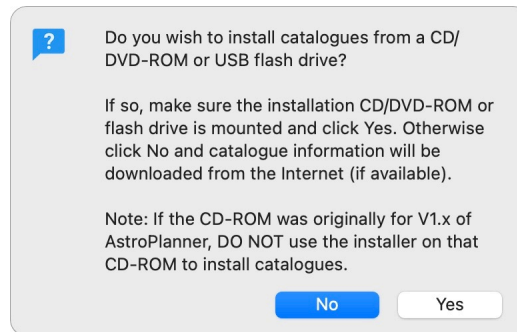 ?
Do you wish to install catalogues from a CD/
DVD-ROM or USB flash drive?
If so, make sure the installation CD/DVD-ROM or
flash drive is mounted and click Yes. Otherwise
click No and catalogue information will be
downloaded from the Internet (if available).
Note: If the CD-ROM was originally for V1.x of
AstroPlanner, DO NOT use the installer on that
CD-ROM to install catalogues.
No Yes